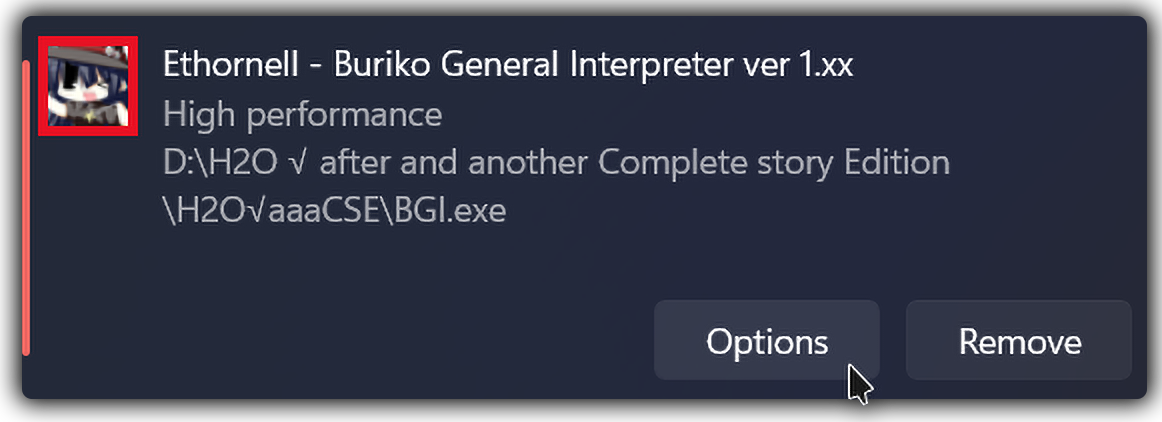 Ethornell - Buriko General Interpreter ver 1.xx
High performance
D:\H2O √ after and another Complete story Edition
\H2O√aaaCSE\BGI.exe
Options
Remove